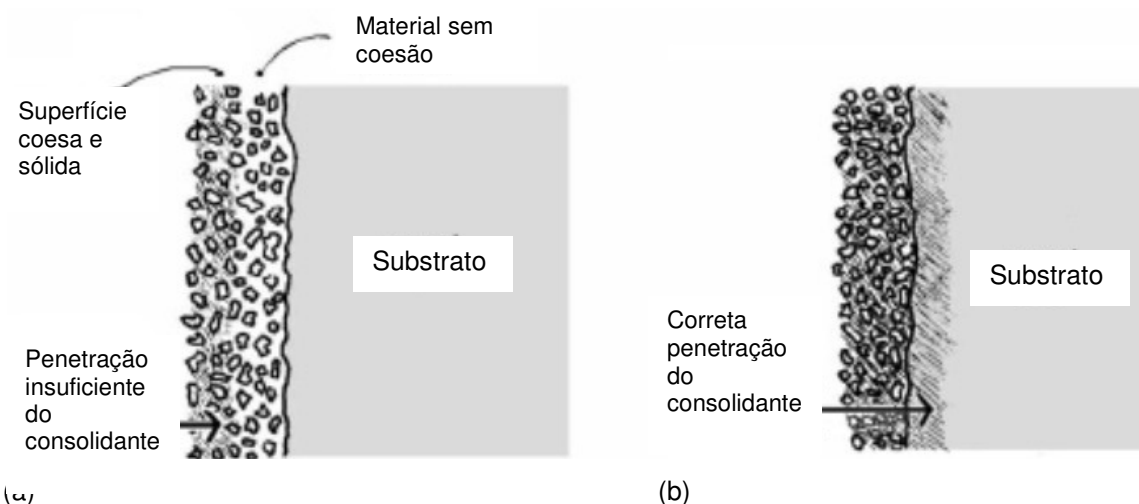 Material sem
coesão
Superfície
coesa e
sólida
Substrato
Penetração
insuficiente
do
consolidante
(a)
Substrato
Correta
penetração
do
consolidante
(b)